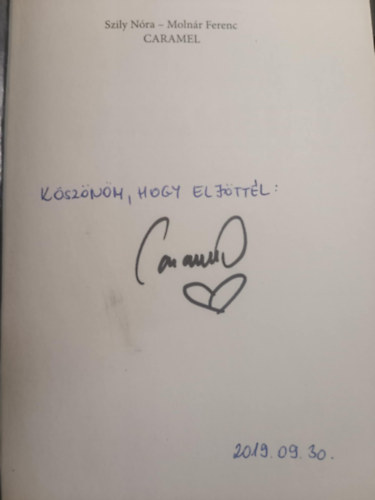 Szily Nóra – Molnár Ferenc
CARAMEL
KÖSZÖNÖM, HOGY ELJÖTTÉL:
Caramel
2019.09.30.